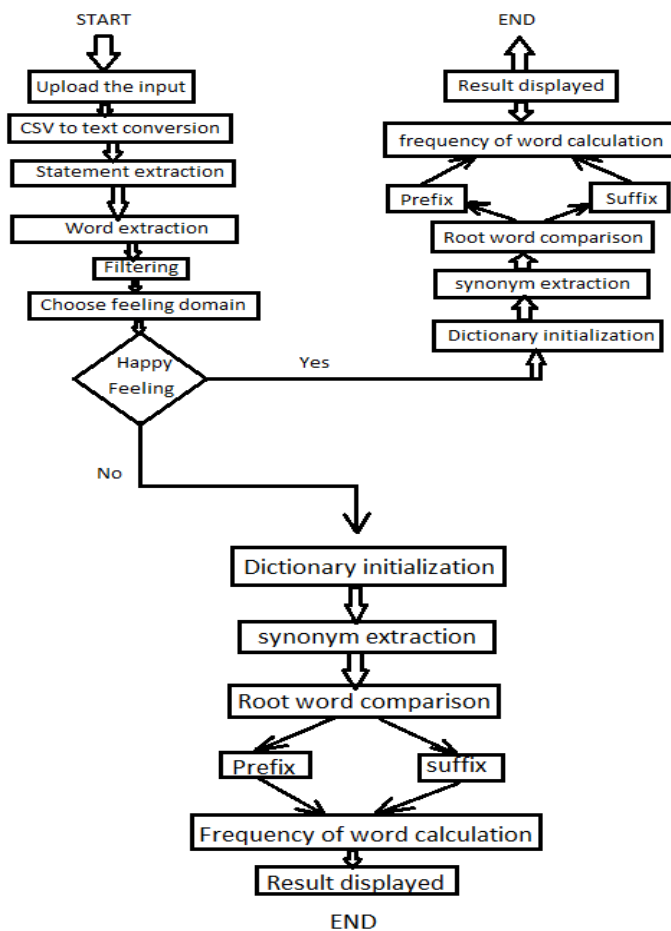 START
Upload the input
CSV to text conversion
Statement extraction
Word extraction
Filtering
Choose feeling domain
Happy
Feeling
Yes
No
END
Result displayed
frequency of word calculation
Prefix
Suffix
Root word comparison
synonym extraction
Dictionary initialization
Dictionary initialization
synonym extraction
Root word comparison
Prefix
suffix
Frequency of word calculation
Result displayed
END